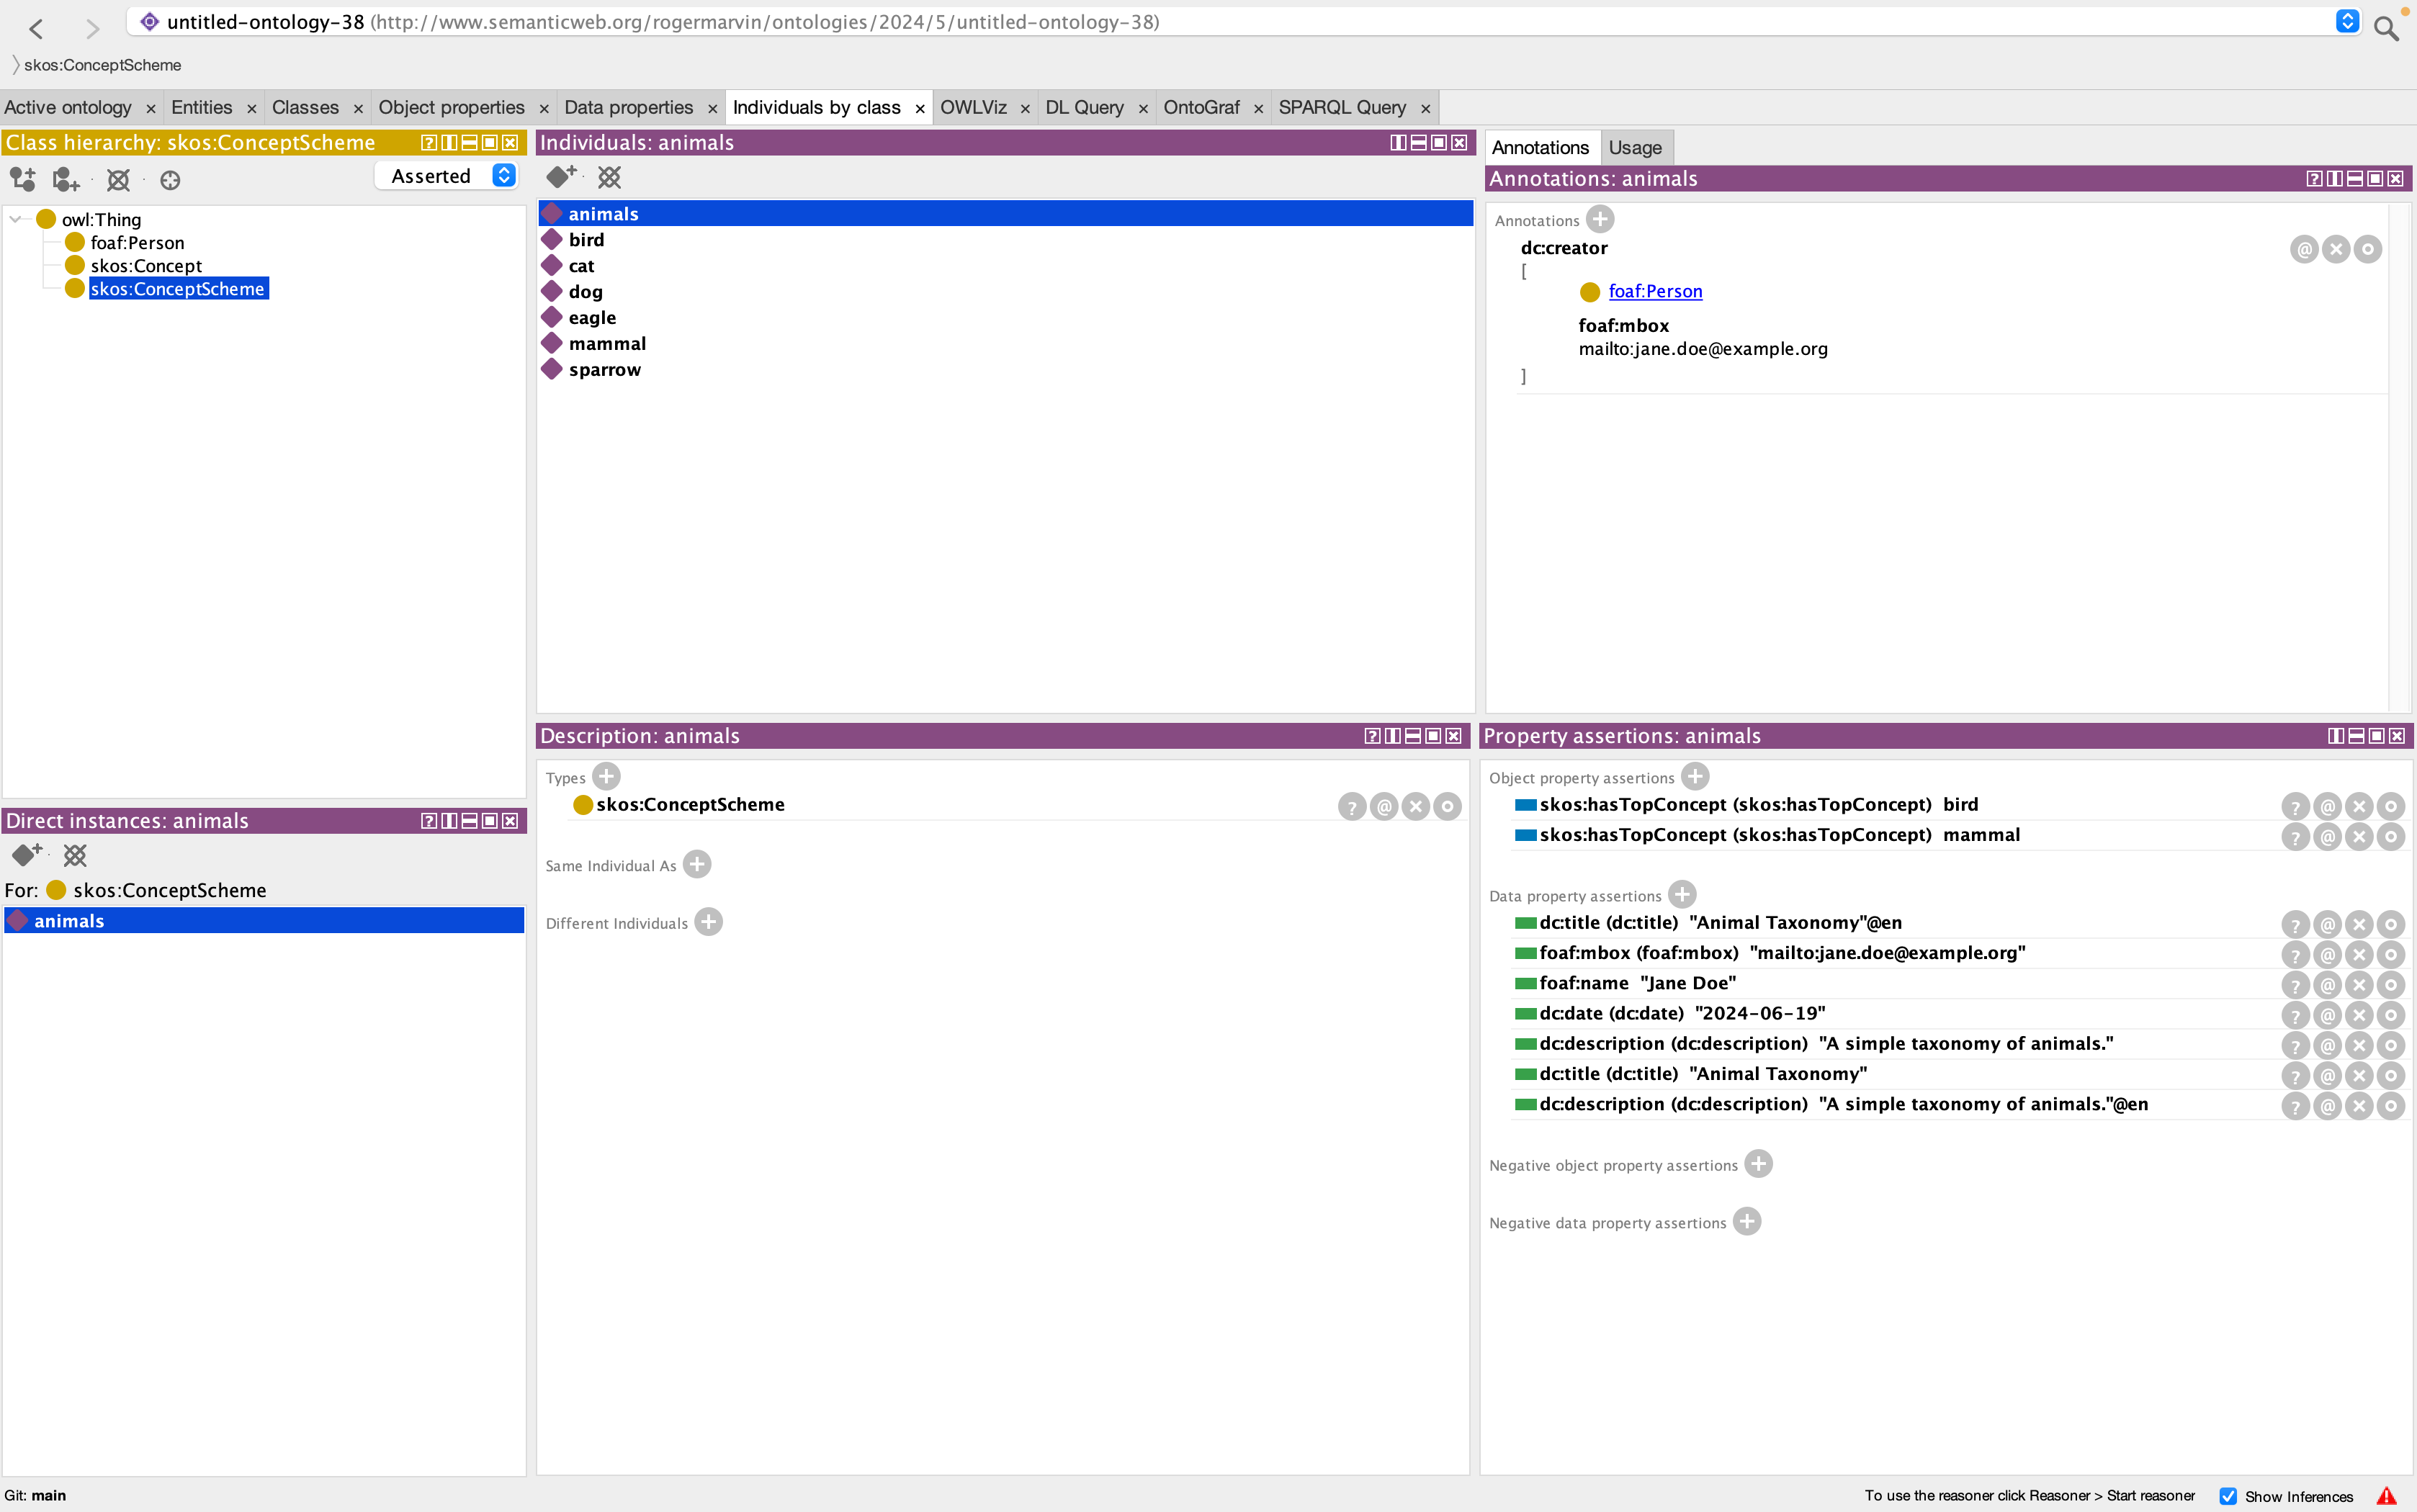 untitled-ontology-38 (http://www.semanticweb.org/rogermarvin/ontologies/2024/5/untitled-ontology-38)
skos:ConceptScheme
Active ontology × Entities × Classes × Object properties × Data properties × Individuals by class × OWLViz × DL Query × OntoGraf × SPARQL Query ×
Class hierarchy: skos:ConceptScheme
Asserted
owl:Thing
foaf:Person
skos:Concept
skos:ConceptScheme
Direct instances: animals
For: skos:ConceptScheme
animals
Individuals: animals
animals
bird
cat
dog
eagle
mammal
sparrow
Annotations Usage
Annotations: animals
Annotations
dc:creator
[
foaf:Person
foaf:mbox
mailto:jane.doe@example.org
]
Description: animals
Types
skos:ConceptScheme
Same Individual As
Different Individuals
Property assertions: animals
Object property assertions
skos:hasTopConcept (skos:hasTopConcept) bird
skos:hasTopConcept (skos:hasTopConcept) mammal
Data property assertions
dc:title (dc:title) "Animal Taxonomy"@en
foaf:mbox (foaf:mbox) "mailto:jane.doe@example.org"
foaf:name "Jane Doe"
dc:date (dc:date) "2024-06-19"
dc:description (dc:description) "A simple taxonomy of animals."
dc:title (dc:title) "Animal Taxonomy"
dc:description (dc:description) "A simple taxonomy of animals."@en
Negative object property assertions
Negative data property assertions
Git: main
To use the reasoner click Reasoner > Start reasoner Show Inferences